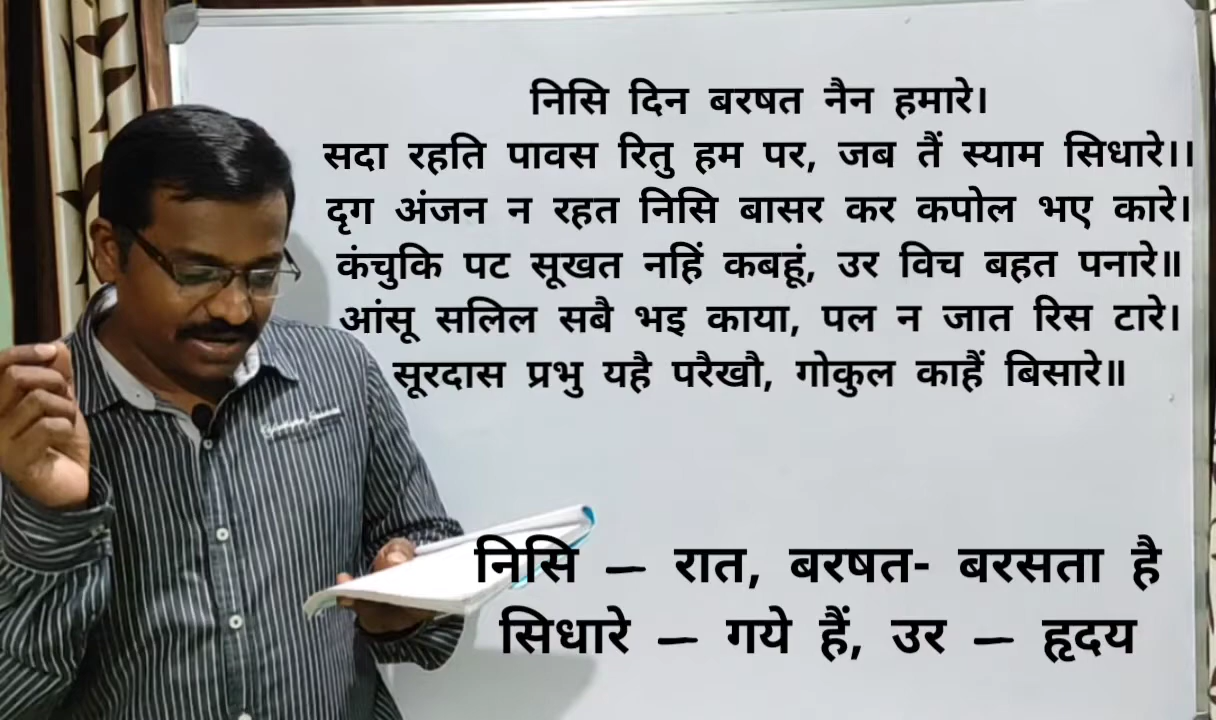 निसि दिन बरषत नैन हमारे।
सदा रहति पावस रितु हम पर, जब तैं स्याम सिधारे।।
दृग अंजन न रहत निसि बासर कर कपोल भए कारे।
कंचुकि पट सूखत नहिं कबहूं, उर विच बहत पनारे॥
आंसू सलिल सबै भइ काया, पल न जात रिस टारे।
सूरदास प्रभु यहै परैखौ, गोकुल काहैं बिसारे॥
निसि – रात, बरषत- बरसता है
सिधारे – गये हैं, उर – हृदय